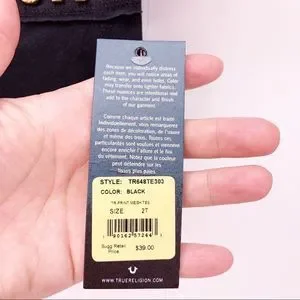 Because we individually distress
each item, you will notice areas of
fading, wear, and even holes. Color
may transfer onto lighter fabrics.
These nuances are intentional and
add to the character and finish
of our garment.
Comme chaque article est traité
individuellement, vous remarquerez
des zones de décoloration, de l'usure
et même des trous. Toutes ces
particularités sont voulues et
enrichissent l'allure et le fini
du vêtement. Notez que la couleur
peut déteindre sur les
tissus plus pales.
STYLE: TR648TE303
COLOR: BLACK
SIZE 2T
Sugg Retail
Price: $39.00
WWW.TRUERELIGION.COM